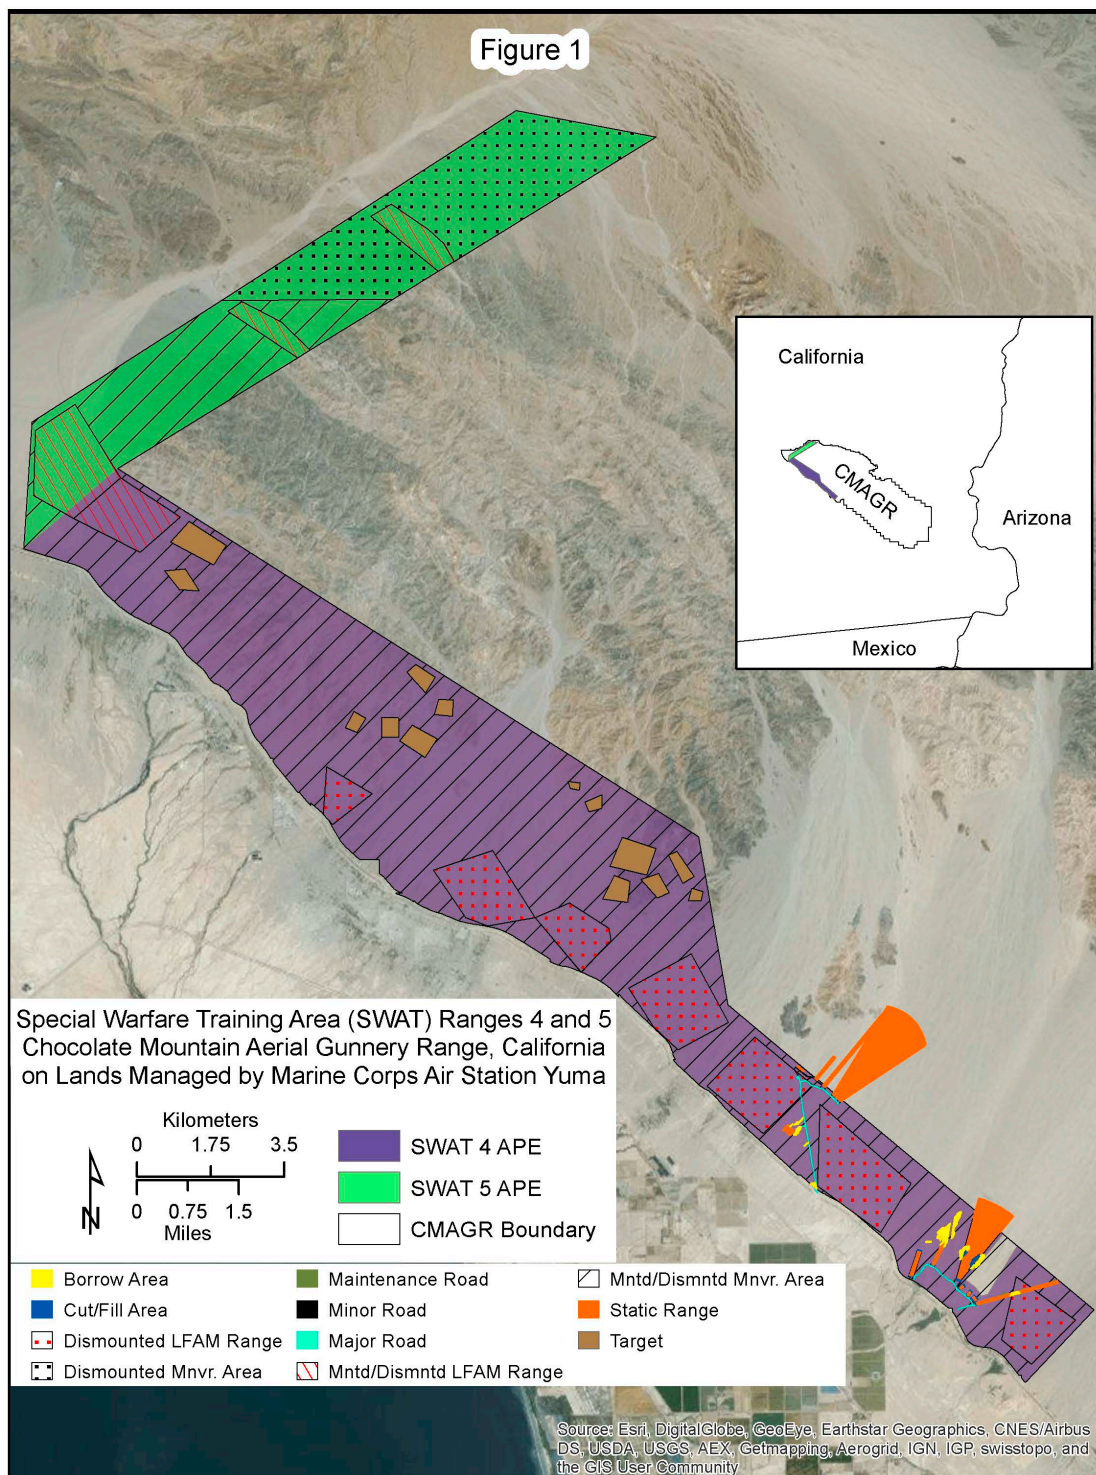 Figure 1
California
CMAGR
Arizona
Mexico
Special Warfare Training Area (SWAT) Ranges 4 and 5
Chocolate Mountain Aerial Gunnery Range, California
on Lands Managed by Marine Corps Air Station Yuma
Kilometers
0 1.75 3.5
0 0.75 1.5
Miles
N
SWAT 4 APE
SWAT 5 APE
CMAGR Boundary
Borrow Area
Cut/Fill Area
Dismounted LFAM Range
Dismounted Mnvr. Area
Maintenance Road
Minor Road
Major Road
Mntd/Dismntd LFAM Range
Mntd/Dismntd Mnvr. Area
Static Range
Target
Source: Esri, DigitalGlobe, GeoEye, Earthstar Geographics, CNES/Airbus
DS, USDA, USGS, AEX, Getmapping, Aerogrid, IGN, IGP, swisstopo, and
the GIS User Community